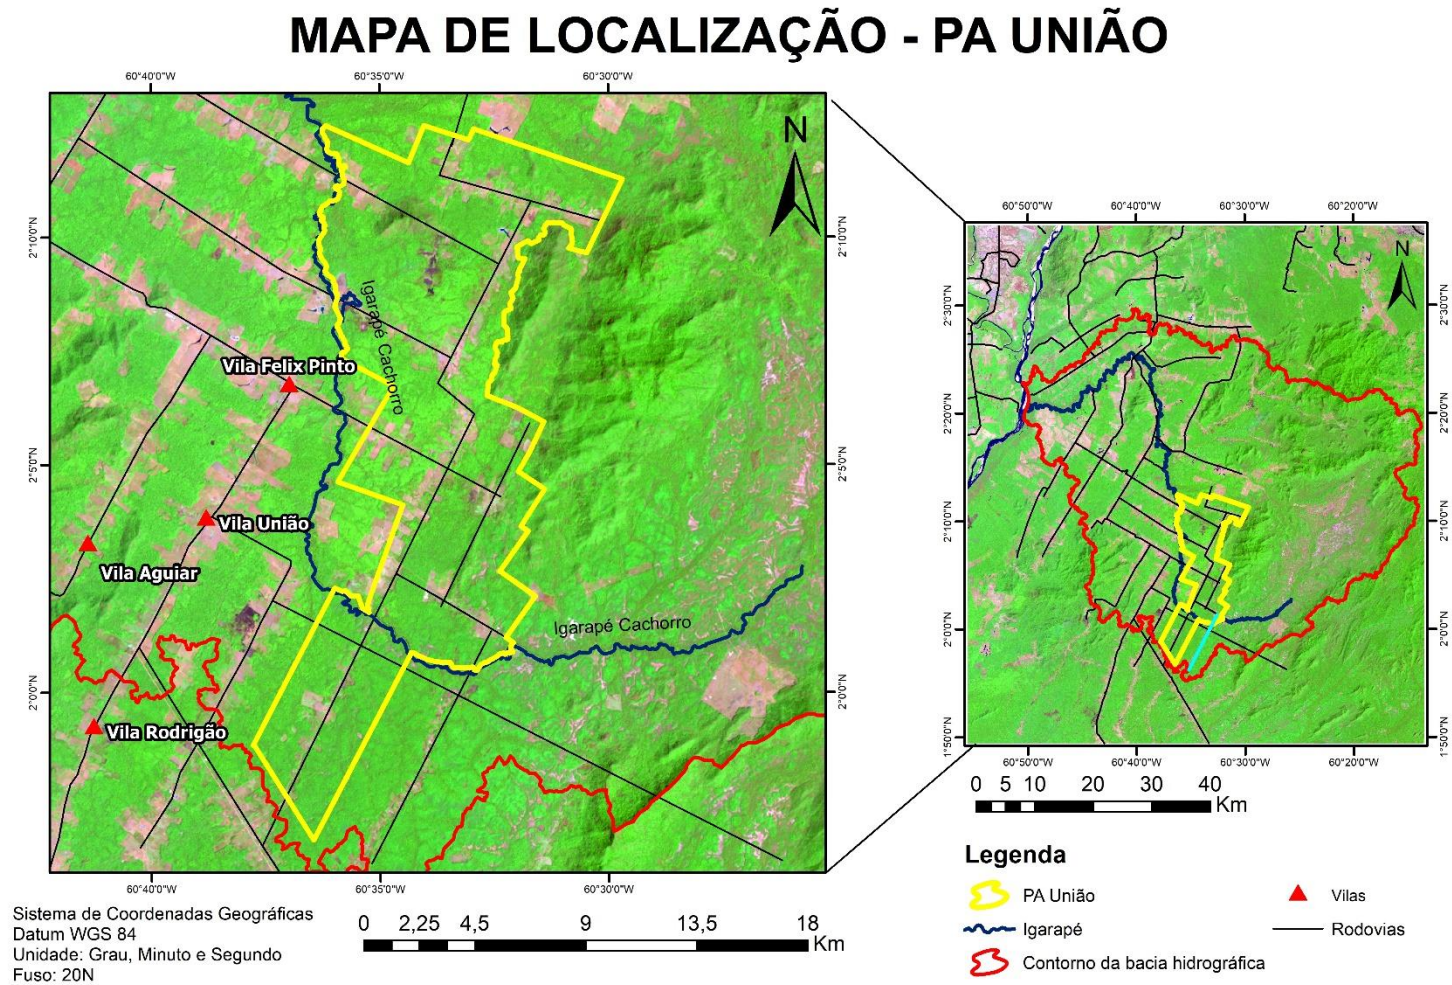 MAPA DE LOCALIZAÇÃO - PA UNIÃO
60°40'0"W 60°35'0"W 60°30'0"W
N
2°10'0"N 2°10'0"N
Igarapé Cachorro
Vila Felix Pinto
2°5'0"N 2°5'0"N
Vila União
Vila Aguiar
Igarapé Cachorro
2°0'0"N 2°0'0"N
Vila Rodrigão
60°40'0"W 60°35'0"W 60°30'0"W
60°50'0"W 60°40'0"W 60°30'0"W 60°20'0"W
N
2°30'0"N 2°30'0"N
2°20'0"N 2°20'0"N
2°10'0"N 2°10'0"N
2°0'0"N 2°0'0"N
1°50'0"N 1°50'0"N
60°50'0"W 60°40'0"W 60°30'0"W 60°20'0"W
0 5 10 20 30 40
Km
Legenda
PA União
Vilas
Igarapé
Rodovias
Contorno da bacia hidrográfica
Sistema de Coordenadas Geográficas
Datum WGS 84
Unidade: Grau, Minuto e Segundo
Fuso: 20N
0 2,25 4,5 9 13,5 18
Km